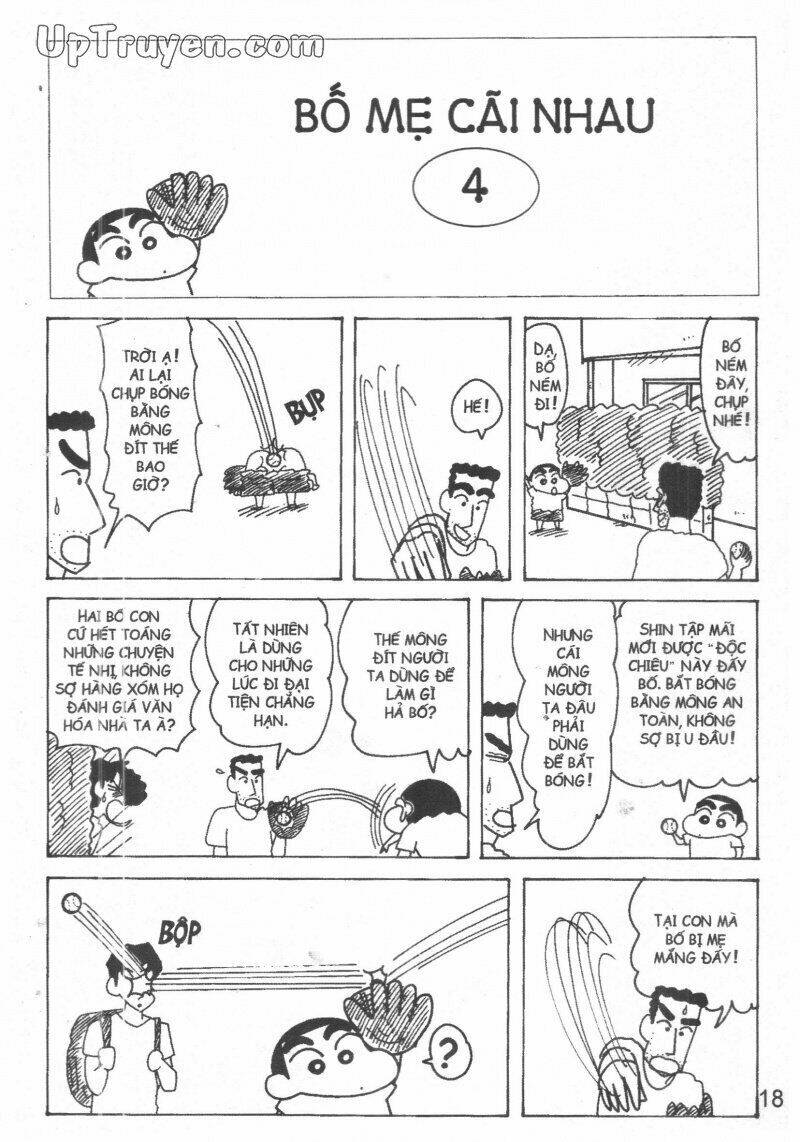 UpTruyen.com
BỐ MẸ CÃI NHAU
4
BỐ
NÉM
ĐÂY,
CHỤP
NHÉ!
DẠ,
BỐ
NÉM
ĐI!
HÉ!
BỤP
TRỜI Ạ!
AI LẠI
CHỤP BÓNG
BẰNG
MÔNG
ĐÍT THẾ
BAO
GIỜ?
SHIN TẬP MÃI
MỚI ĐƯỢC "ĐỘC
CHIÊU" NÀY ĐẤY
BỐ. BẮT BÓNG
BẰNG MÔNG AN
TOÀN, KHÔNG
SỢ BỊ U ĐẦU!
NHƯNG
CÁI
MÔNG
NGƯỜI
TA ĐÂU
PHẢI
DÙNG
ĐỂ BẮT
BÓNG!
THẾ MÔNG
ĐÍT NGƯỜI
TA DÙNG ĐỂ
LÀM GÌ
HẢ BỐ?
TẤT NHIÊN
LÀ DÙNG
CHO NHỮNG
LÚC ĐI ĐẠI
TIỆN CHẲNG
HẠN.
HAI BỐ CON
CỨ HÉT TOÁNG
NHỮNG CHUYỆN
TẾ NHỊ, KHÔNG
SỢ HÀNG XÓM HỌ
ĐÁNH GIÁ VĂN
HÓA NHÀ TA À?
TẠI CON MÀ
BỐ BỊ MẸ
MẮNG ĐẤY!
?
BỘP
18